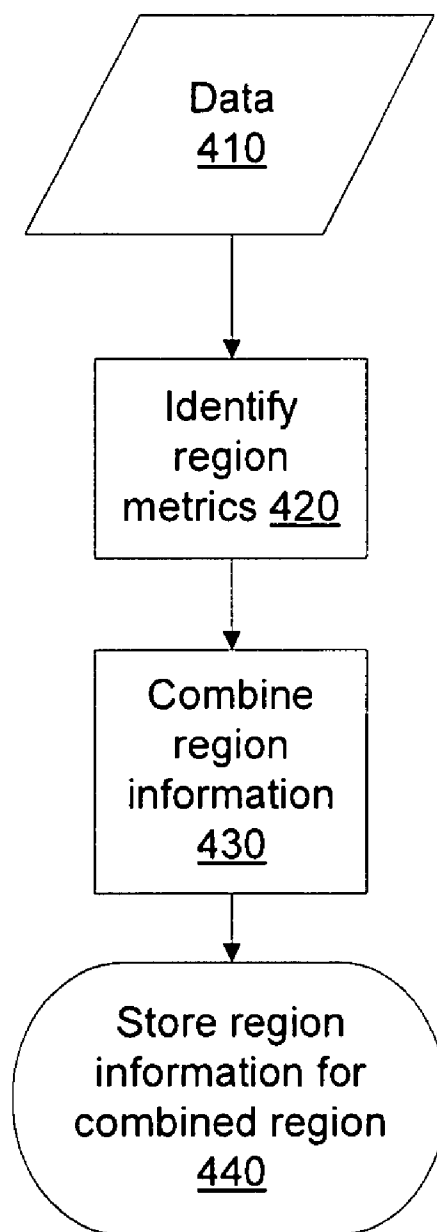 Data
410
Identify
region
metrics 420
Combine
region
information
430
Store region
information for
combined region
440